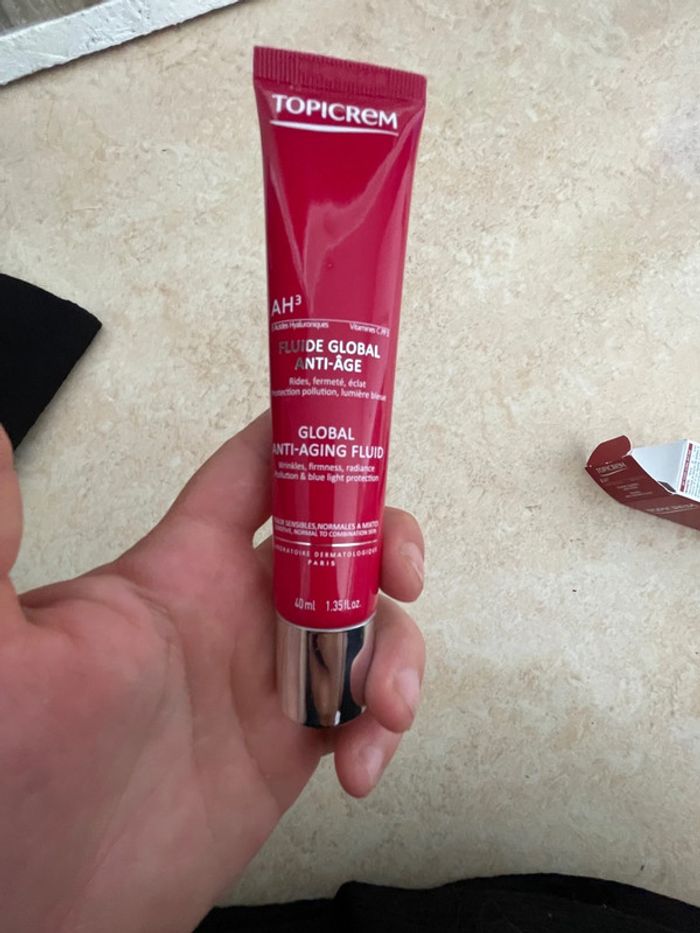 TOPICREM
AH³
Acides Hyaluroniques Vitamines C
FLUIDE GLOBAL
ANTI-ÂGE
Rides, fermeté, éclat
Protection pollution, lumière bleue
GLOBAL
ANTI-AGING FLUID
Wrinkles, firmness, radiance
Pollution & blue light protection
SENSIBLES, NORMALES A MIXTES
NORMAL TO COMBINATION SKIN
LABORATOIRE DERMATOLOGIQUE
PARIS
40 ml 1.35 fl.oz.
TOPICREM